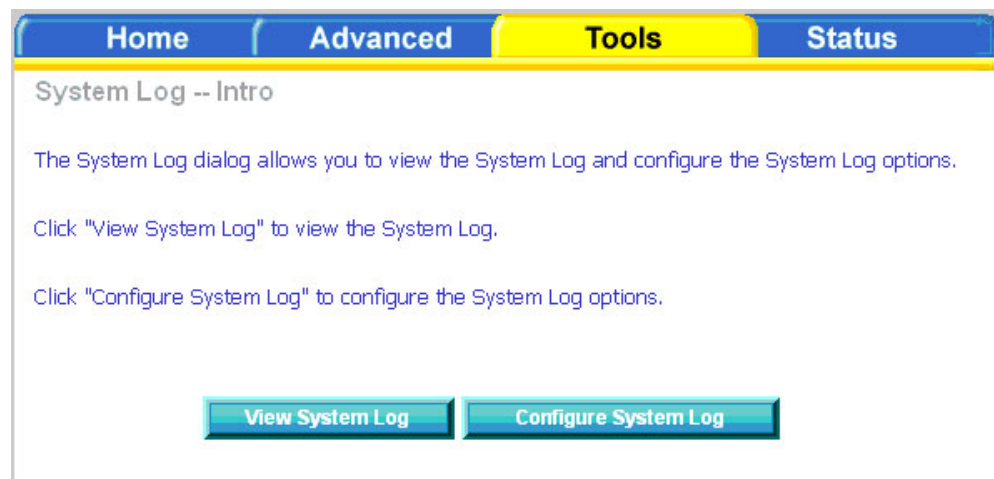 Home Advanced Tools Status
System Log -- Intro
The System Log dialog allows you to view the System Log and configure the System Log options.
Click "View System Log" to view the System Log.
Click "Configure System Log" to configure the System Log options.
View System Log Configure System Log